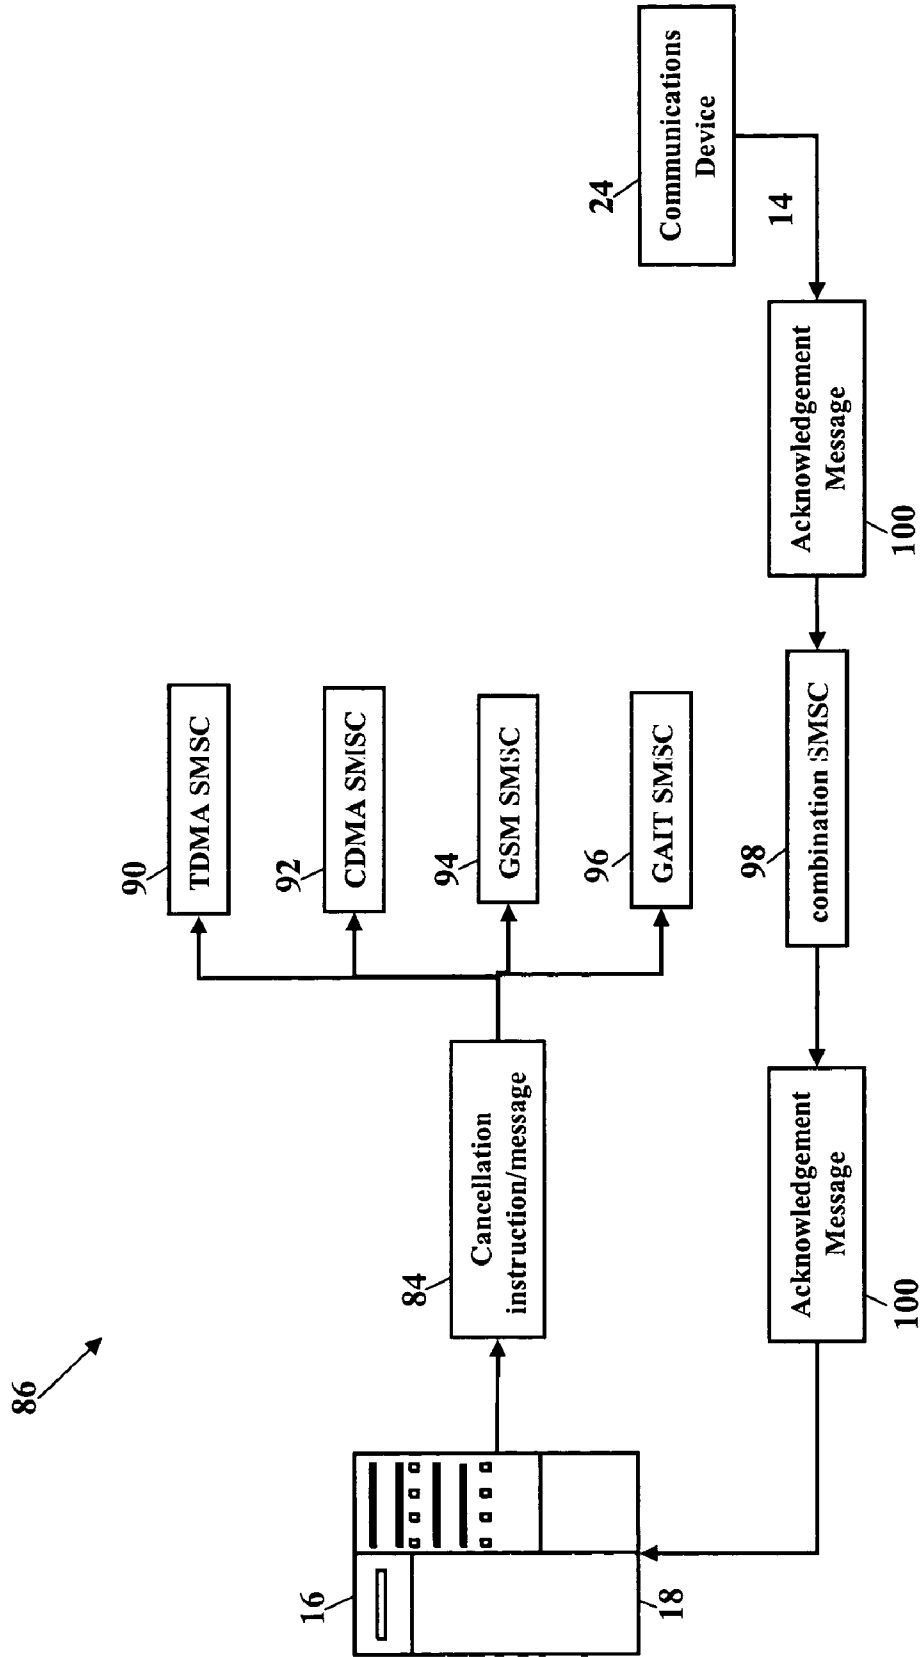 86
16
18
84
Cancellation
instruction/message
90
TDMA SMSC
92
CDMA SMSC
94
GSM SMSC
96
GAIT SMSC
24
Communications
Device
14
Acknowledgement
Message
100
98
combination SMSC
Acknowledgement
Message
100